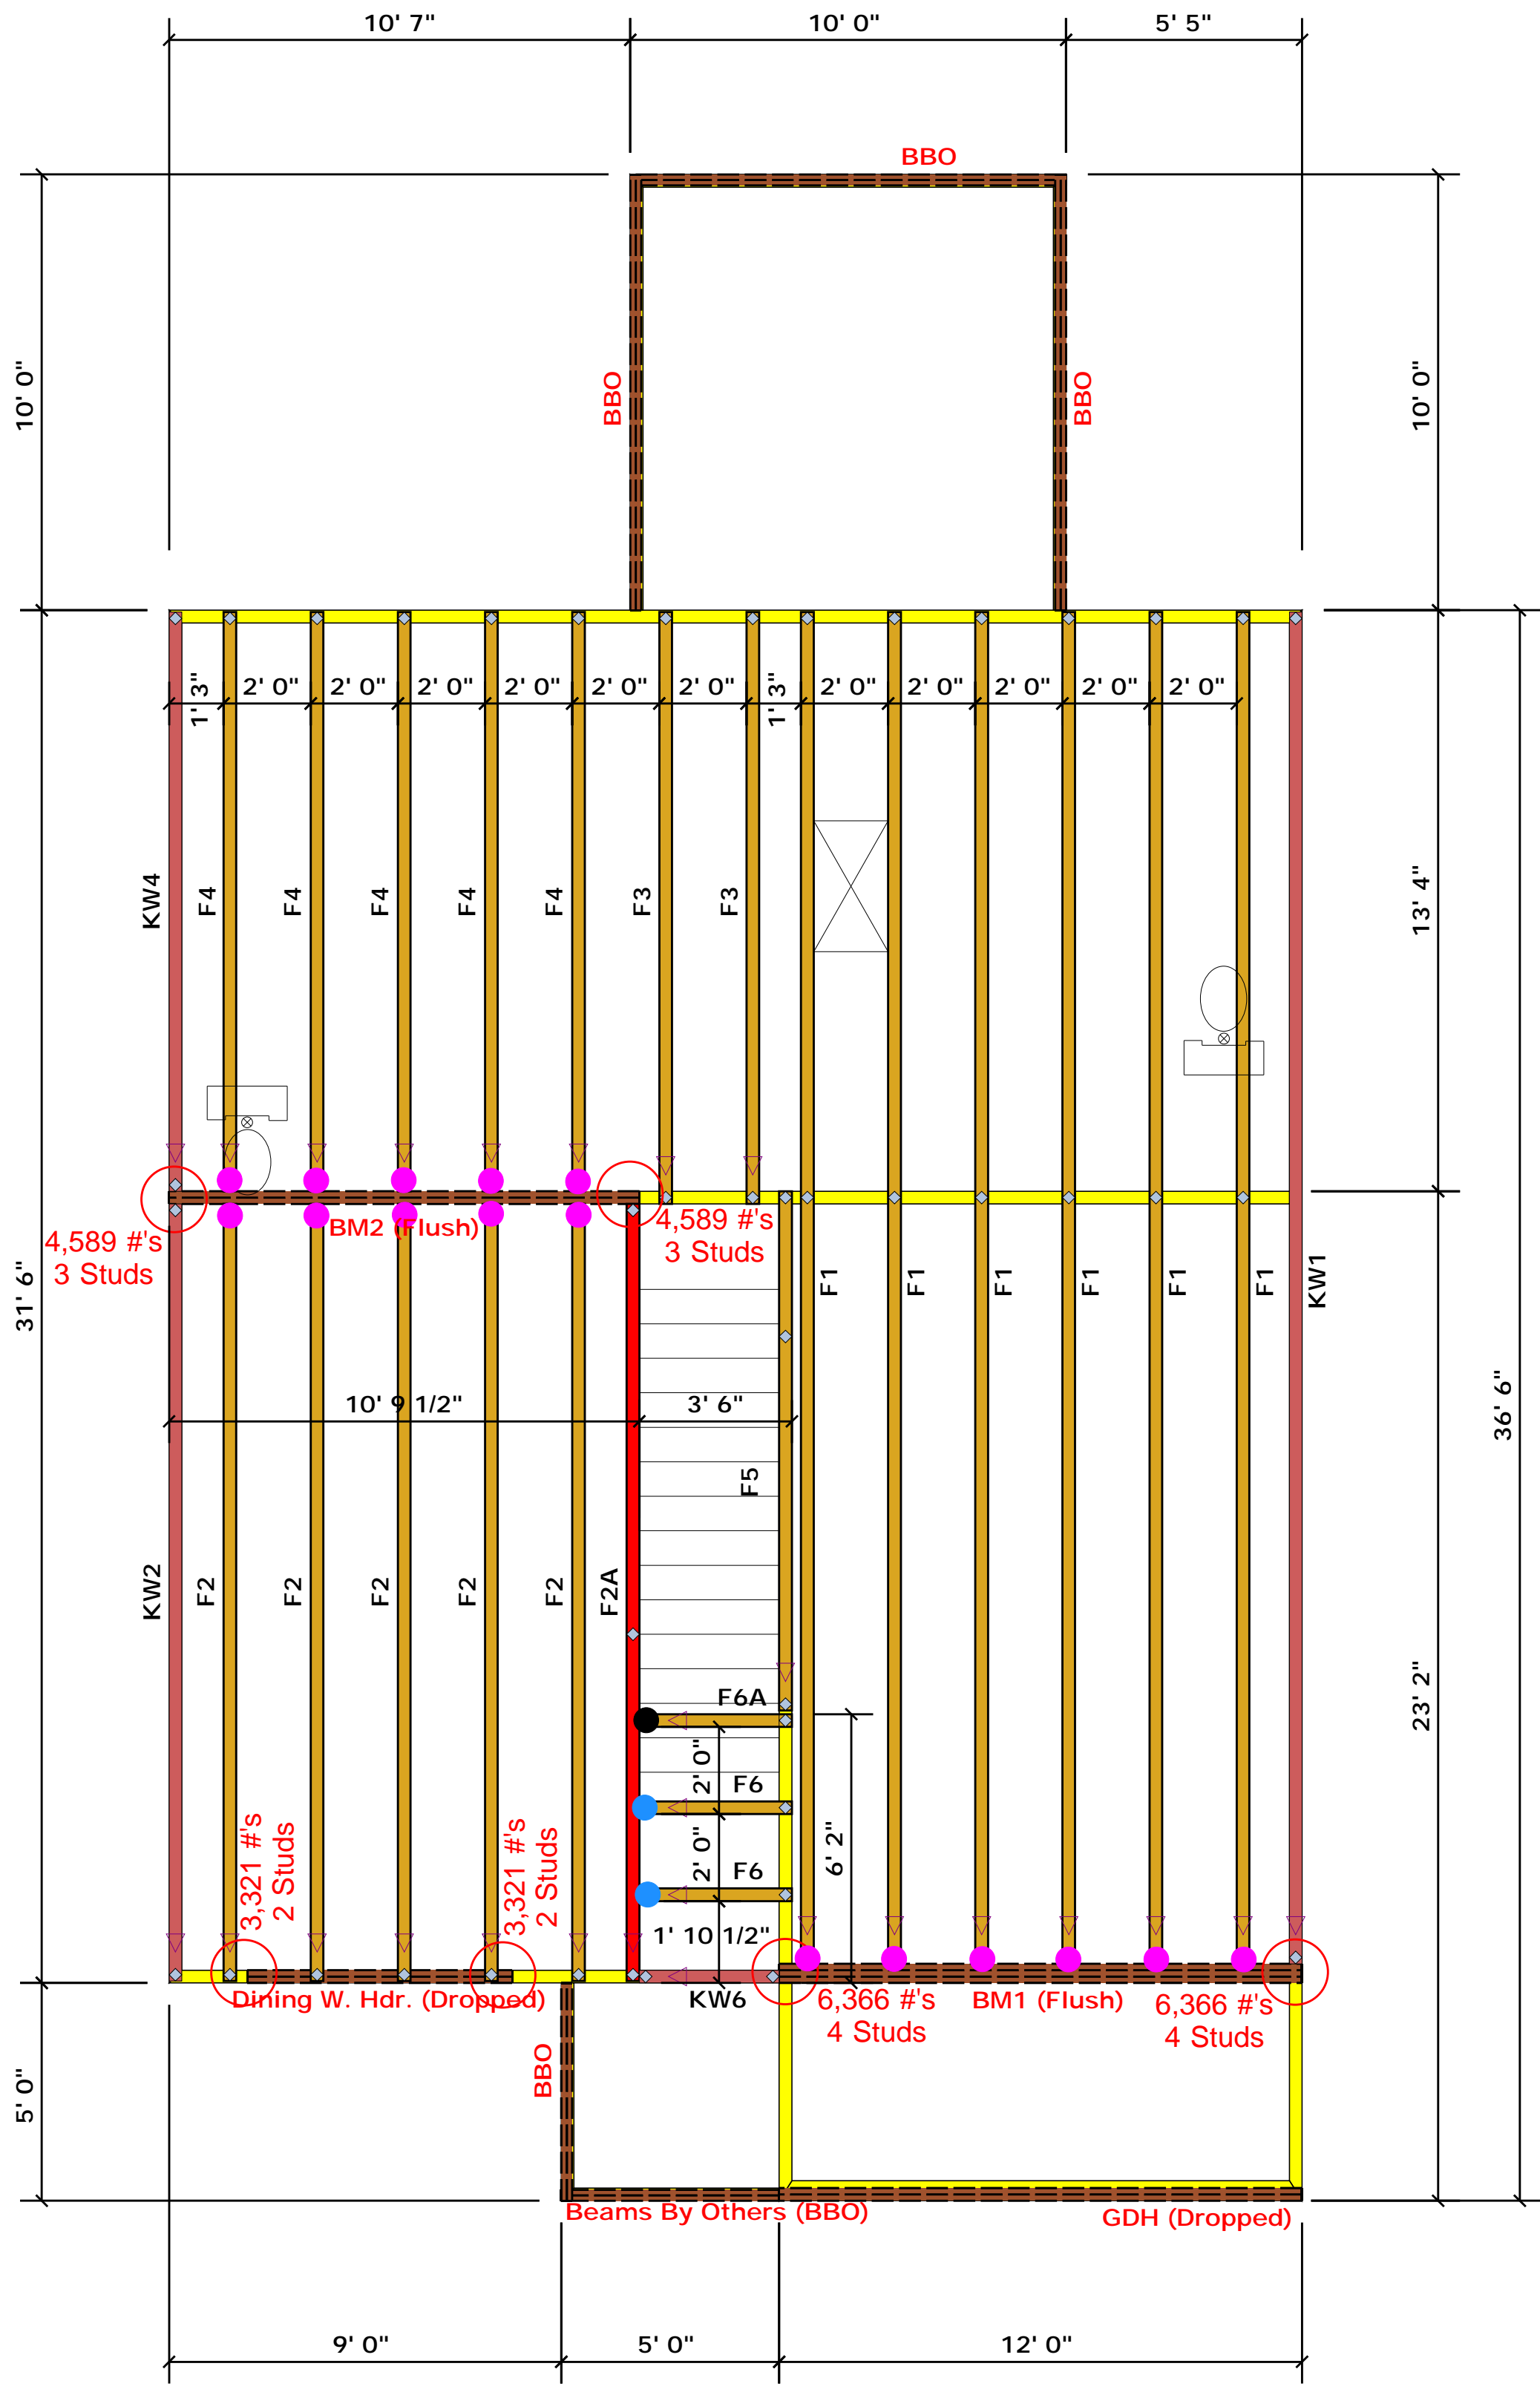 10' 7"
10' 0"
5' 5"
BBO
10' 0"
BBO
BBO
10' 0"
1' 3"
2' 0"
2' 0"
2' 0"
2' 0"
2' 0"
2' 0"
1' 3"
2' 0"
2' 0"
2' 0"
2' 0"
2' 0"
KW4
F4
F4
F4
F4
F4
F3
F3
13' 4"
4,589 #'s
3 Studs
BM2 (Flush)
4,589 #'s
3 Studs
31' 6"
F1
F1
F1
F1
F1
F1
KW1
10' 9 1/2"
3' 6"
36' 6"
F5
KW2
F2
F2
F2
F2
F2
F2A
F6A
23' 2"
2' 0"
F6
2' 0"
F6
6' 2"
3,321 #'s
2 Studs
3,321 #'s
2 Studs
1' 10 1/2"
Dining W. Hdr. (Dropped)
KW6
6,366 #'s
4 Studs
BM1 (Flush)
6,366 #'s
4 Studs
BBO
5' 0"
Beams By Others (BBO)
GDH (Dropped)
9' 0"
5' 0"
12' 0"